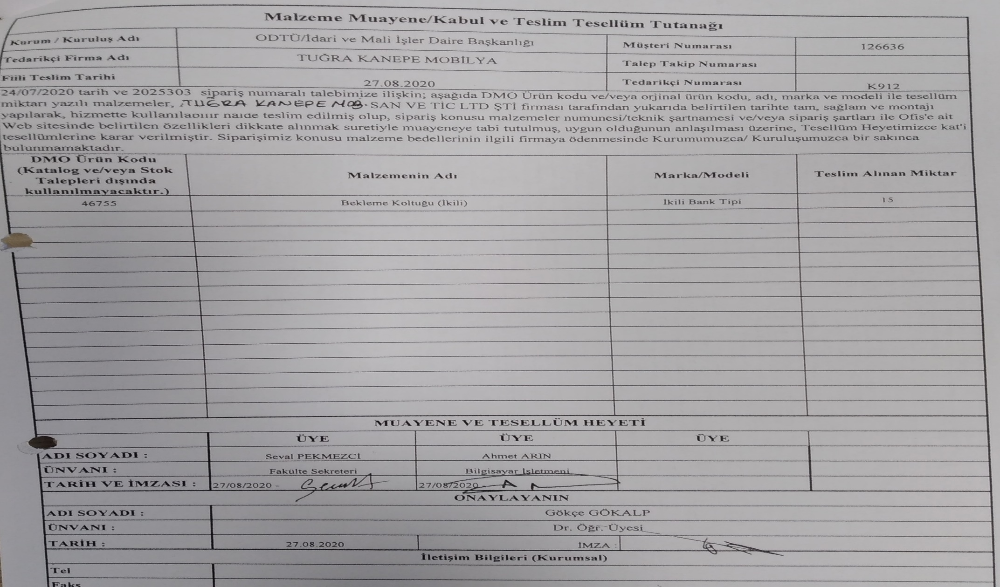 Malzeme Muayene/Kabul ve Teslim Tesellüm Tutanağı
Kurum / Kuruluş Adı ODTÜ/İdari ve Mali İşler Daire Başkanlığı Müşteri Numarası 126636
Tedarikçi Firma Adı TUĞRA KANEPE MOBİLYA Talep Takip Numarası
Fiili Teslim Tarihi 27.08.2020 Tedarikçi Numarası K912
24/07/2020 tarih ve 2025303 sipariş numaralı talebimize ilişkin; aşağıda DMO Ürün kodu ve/veya orjinal ürün kodu, adı, marka ve modeli ile tesellüm
miktarı yazılı malzemeler, TUĞRA KANEPE MOB. SAN VE TİC LTD ŞTİ firması tarafından yukarıda belirtilen tarihte tam, sağlam ve montajı
yapılarak, hizmette kullanılabilir halde teslim edilmiş olup, sipariş konusu malzemeler numunesi/teknik şartnamesi ve/veya sipariş şartları ile Ofis'e ait
Web sitesinde belirtilen özellikleri dikkate alınmak suretiyle muayeneye tabi tutulmuş, uygun olduğunun anlaşılması üzerine, Tesellüm Heyetimizce kat'i
tesellümlerine karar verilmiştir. Siparişimiz konusu malzeme bedellerinin ilgili firmaya ödenmesinde Kurumumuzca/ Kuruluşumuzca bir sakınca
bulunmamaktadır.
DMO Ürün Kodu
(Katalog ve/veya Stok
Talepleri dışında
kullanılmayacaktır.)
Malzemenin Adı Marka/Modeli Teslim Alınan Miktar
46755 Bekleme Koltuğu (İkili) İkili Bank Tipi 15
MUAYENE VE TESELLÜM HEYETİ
ÜYE ÜYE ÜYE
ADI SOYADI : Seval PEKMEZCİ Ahmet ARIN
ÜNVANI : Fakülte Sekreteri Bilgisayar İşletmeni
TARİH VE İMZASI : 27/08/2020 - 27/08/2020 -
ONAYLAYANIN
ADI SOYADI : Gökçe GÖKALP
ÜNVANI : Dr. Öğr. Üyesi
TARİH : 27.08.2020 İMZA :
İletişim Bilgileri (Kurumsal)
Tel
Faks